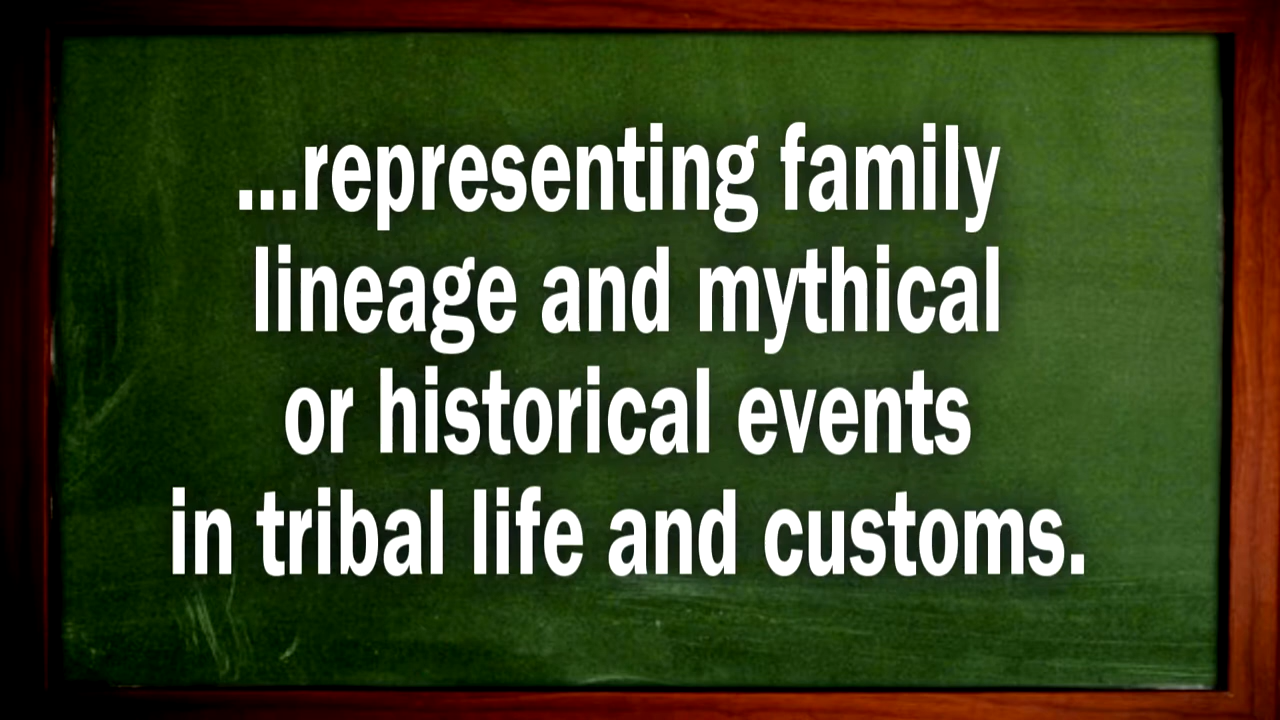 ...representing family
lineage and mythical
or historical events
in tribal life and customs.